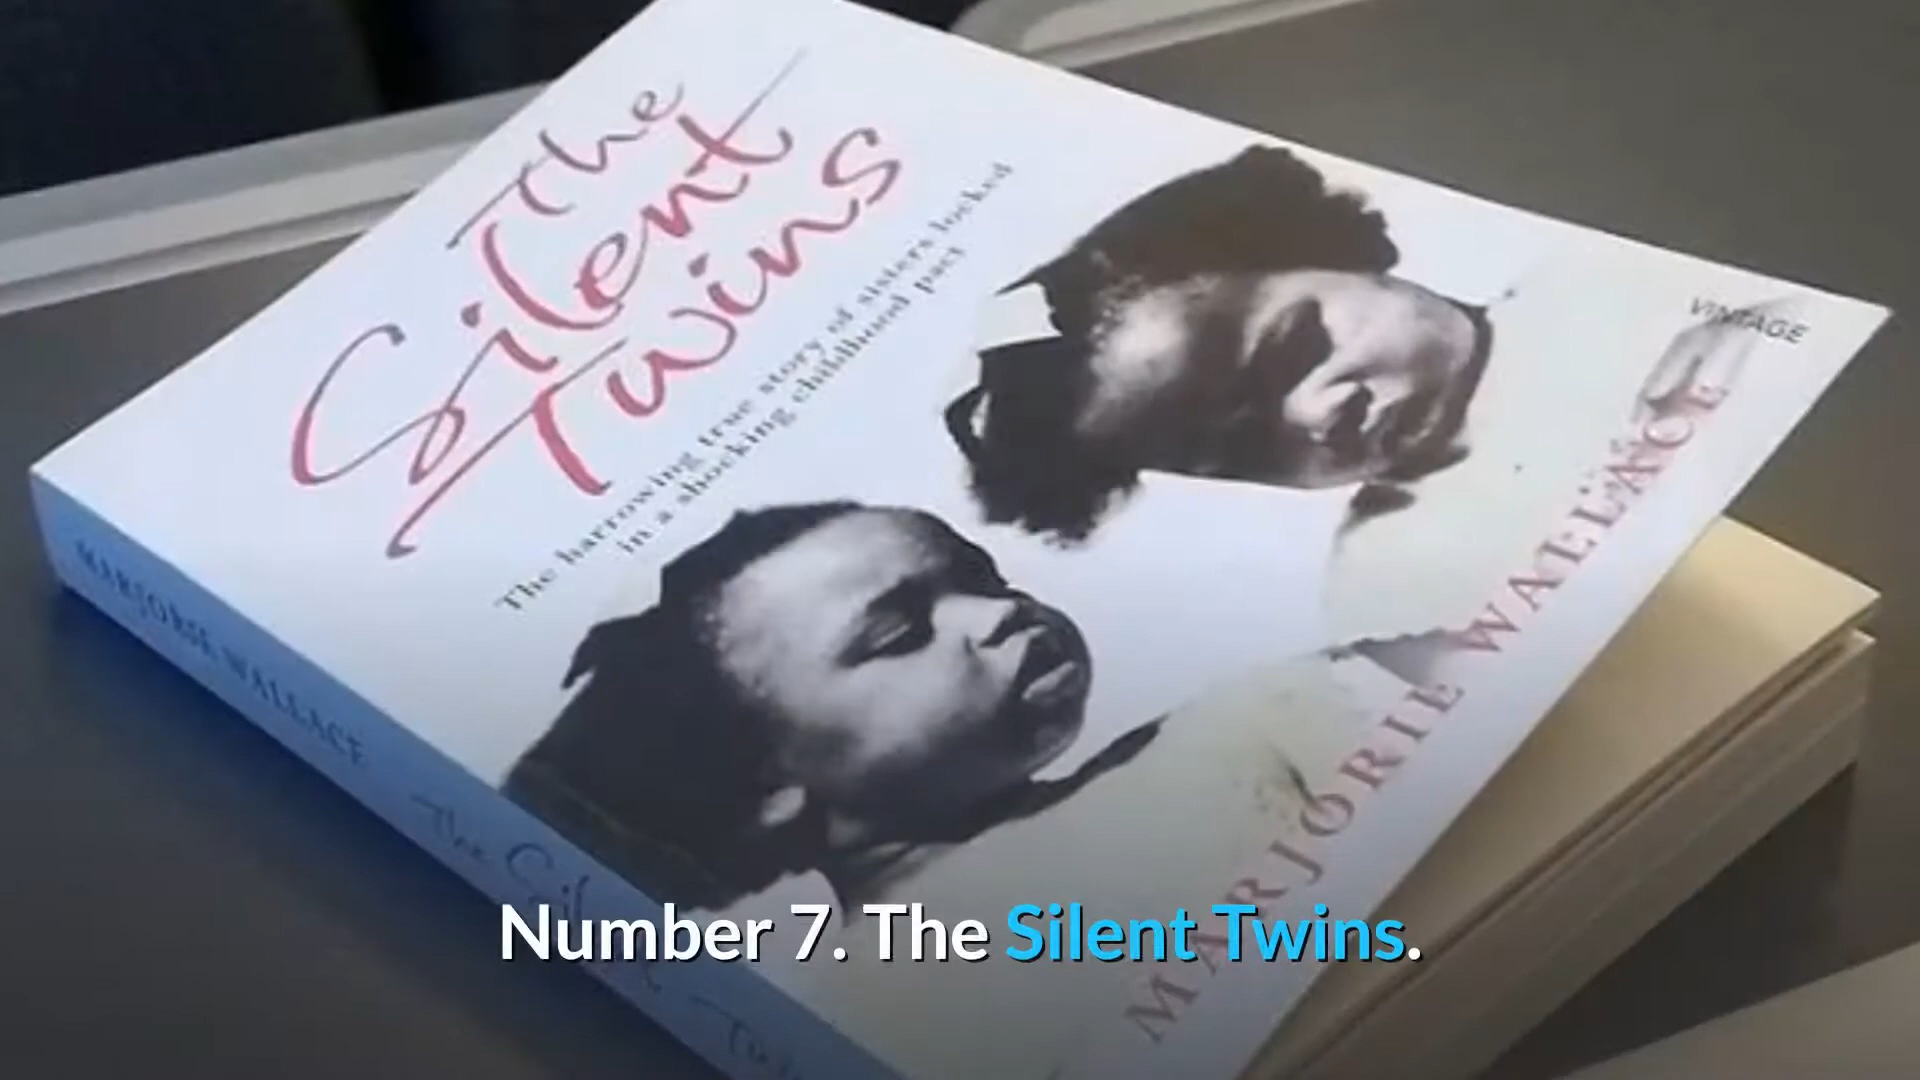 The
Silent
Twins
The harrowing true story of sisters locked
in a shocking childhood pact
VINTAGE
MARJORIE WALLACE
MARJORIE WALLACE
The Silent Twins
Number 7. The Silent Twins.